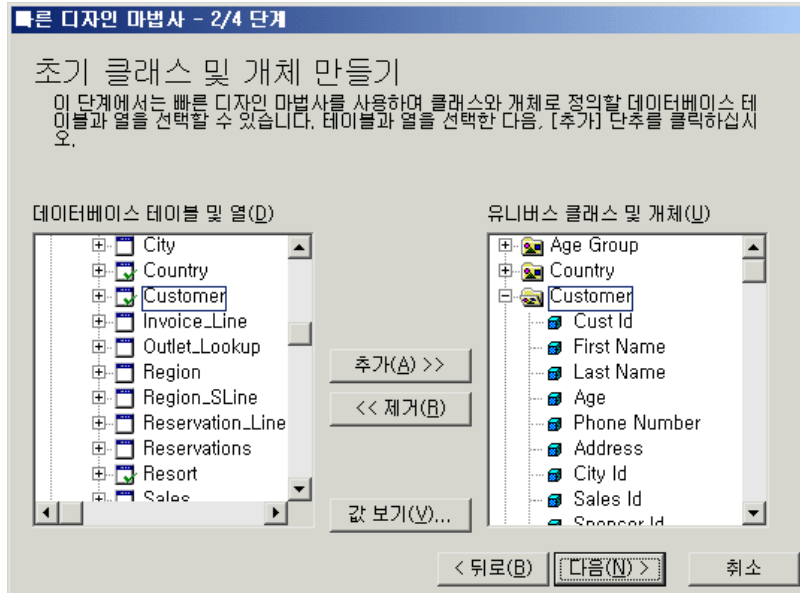 빠른 디자인 마법사 - 2/4 단계
초기 클래스 및 개체 만들기
이 단계에서는 빠른 디자인 마법사를 사용하여 클래스와 개체로 정의할 데이터베이스 테
이블과 열을 선택할 수 있습니다. 테이블과 열을 선택한 다음, [추가] 단추를 클릭하십시
오.
데이터베이스 테이블 및 열(D)
City
Country
Customer
Invoice_Line
Outlet_Lookup
Region
Region_SLine
Reservation_Line
Reservations
Resort
Sales
추가(A) >>
<< 제거(R)
값 보기(V)...
유니버스 클래스 및 개체(U)
Age Group
Country
Customer
Cust Id
First Name
Last Name
Age
Phone Number
Address
City Id
Sales Id
Sponsor Id
< 뒤로(B)
다음(N) >
취소